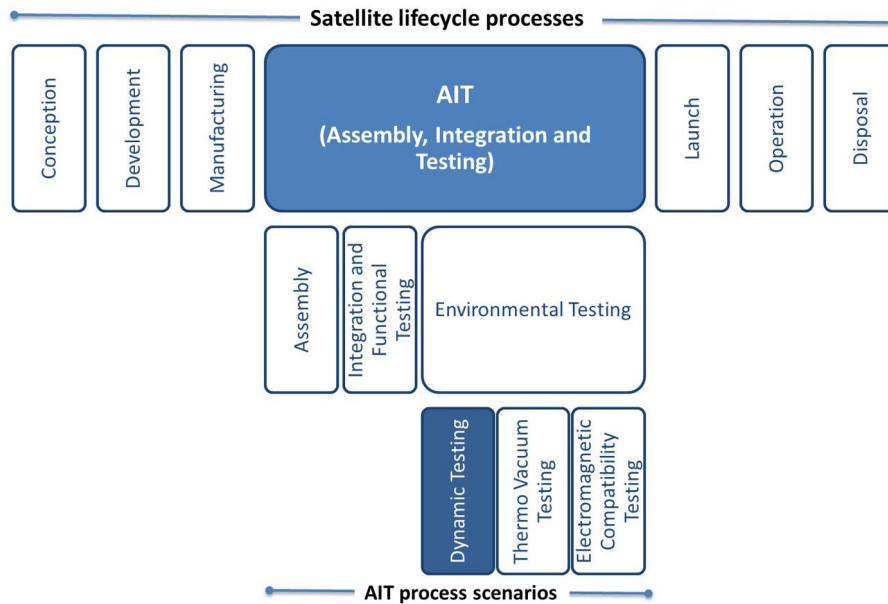 Satellite lifecycle processes
Conception
Development
Manufacturing
AIT
(Assembly, Integration and
Testing)
Launch
Operation
Disposal
Assembly
Integration and
Functional
Testing
Environmental Testing
Dynamic Testing
Thermo Vacuum
Testing
Electromagnetic
Compatibility
Testing
AIT process scenarios